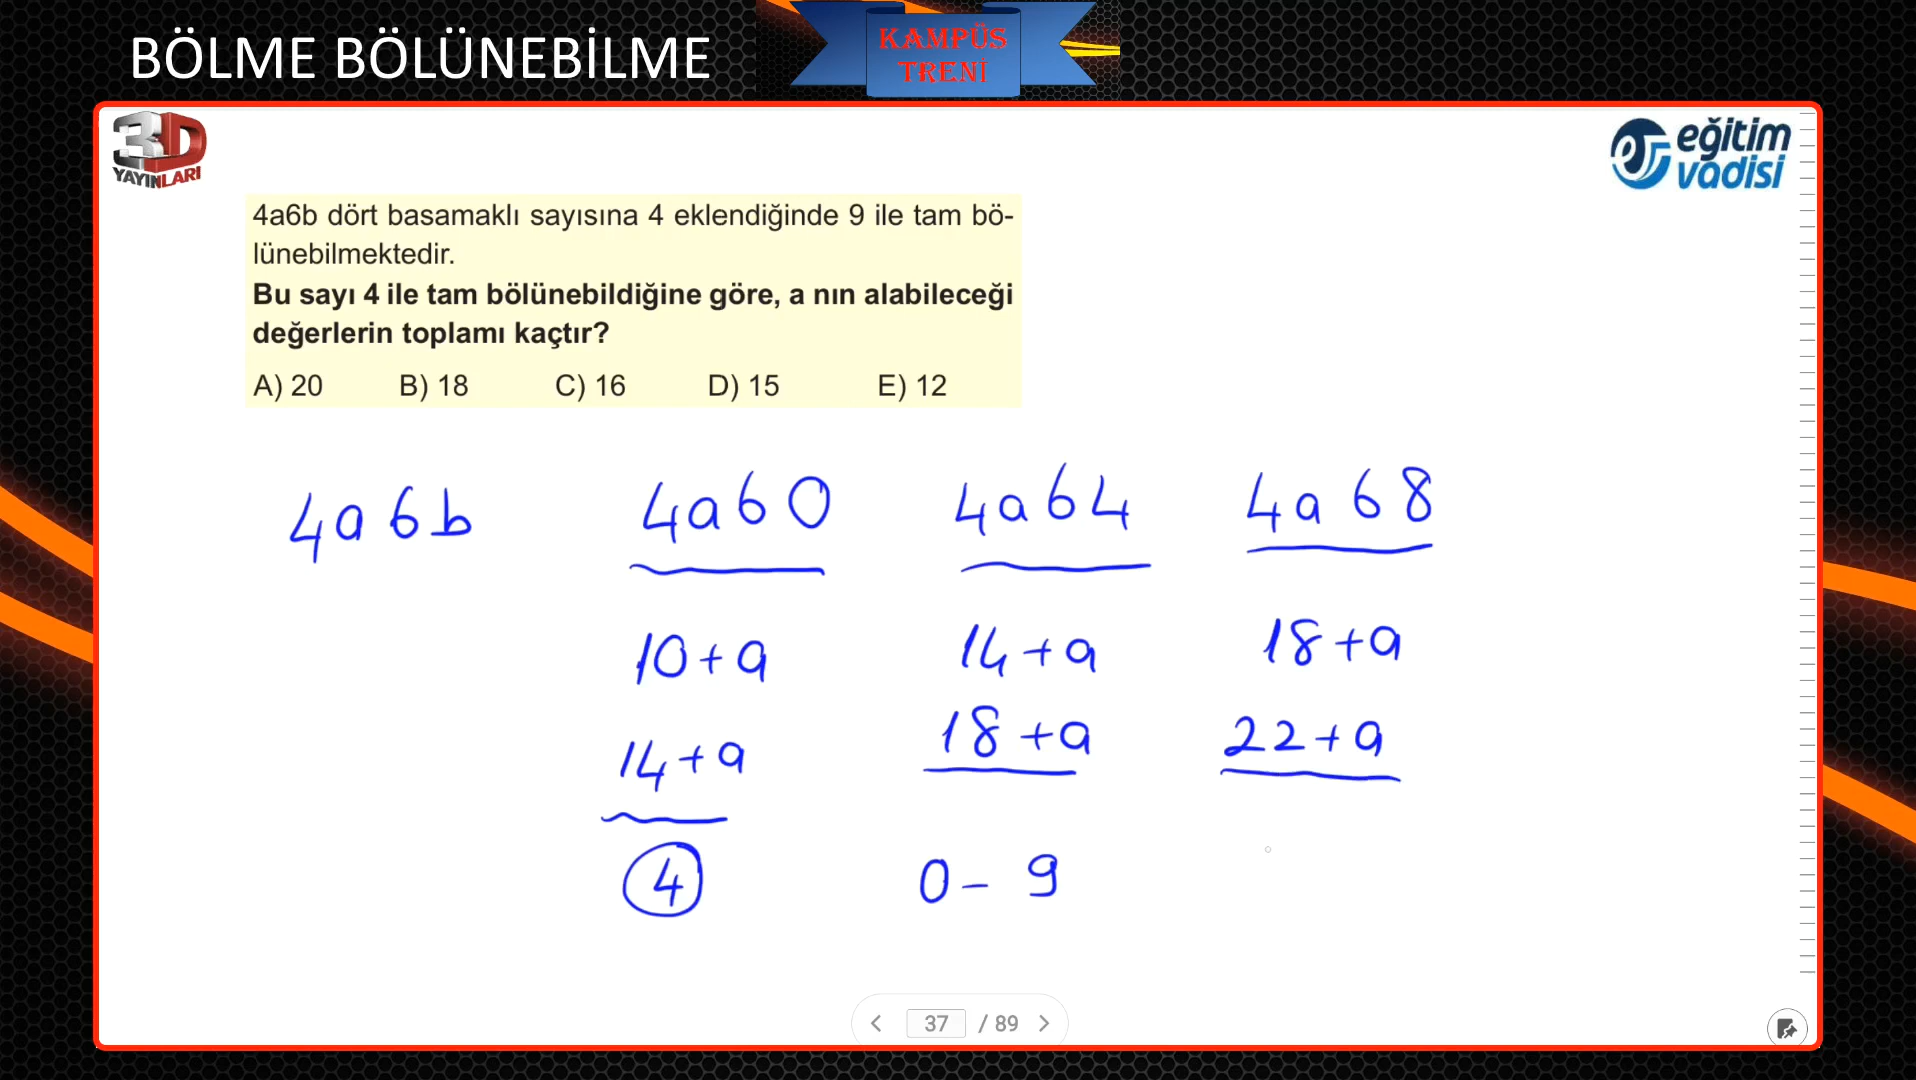 BÖLME BÖLÜNEBİLME
KAMPÜS
TRENİ
3D
YAYINLARI
eğitim
vadisi
4a6b dört basamaklı sayısına 4 eklendiğinde 9 ile tam bö-
lünebilmektedir.
Bu sayı 4 ile tam bölünebildiğine göre, a nın alabileceği
değerlerin toplamı kaçtır?
A) 20 B) 18 C) 16 D) 15 E) 12
4a6b 4a60 4a64 4a68
10+a 14+a 18+a
14+a 18+a 22+a
4 0-9
37 / 89